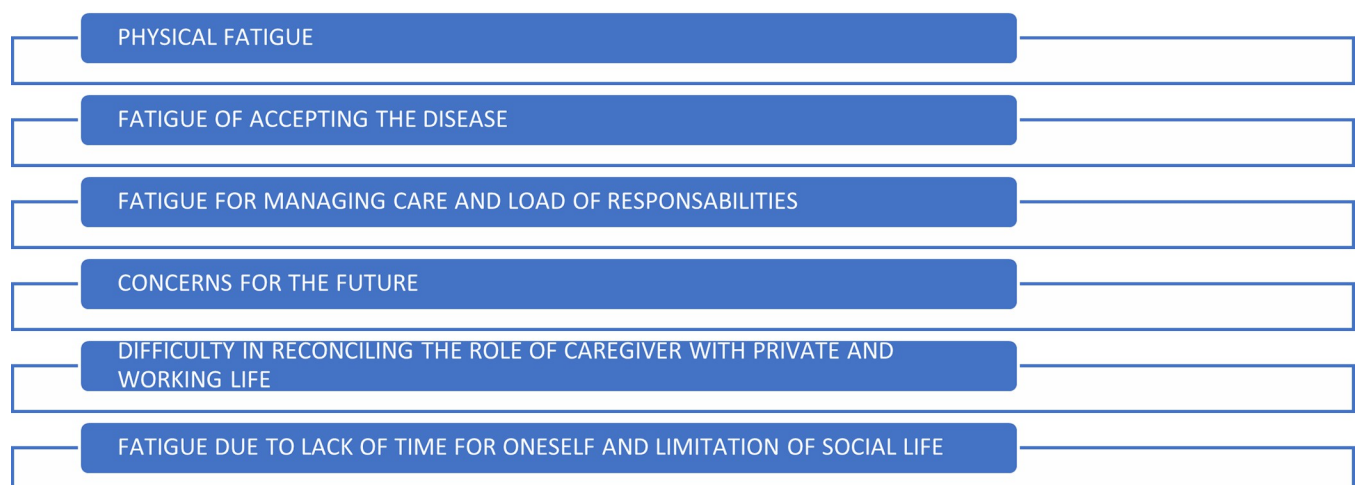 PHYSICAL FATIGUE
FATIGUE OF ACCEPTING THE DISEASE
FATIGUE FOR MANAGING CARE AND LOAD OF RESPONSABILITIES
CONCERNS FOR THE FUTURE
DIFFICULTY IN RECONCILING THE ROLE OF CAREGIVER WITH PRIVATE AND
WORKING LIFE
FATIGUE DUE TO LACK OF TIME FOR ONESELF AND LIMITATION OF SOCIAL LIFE